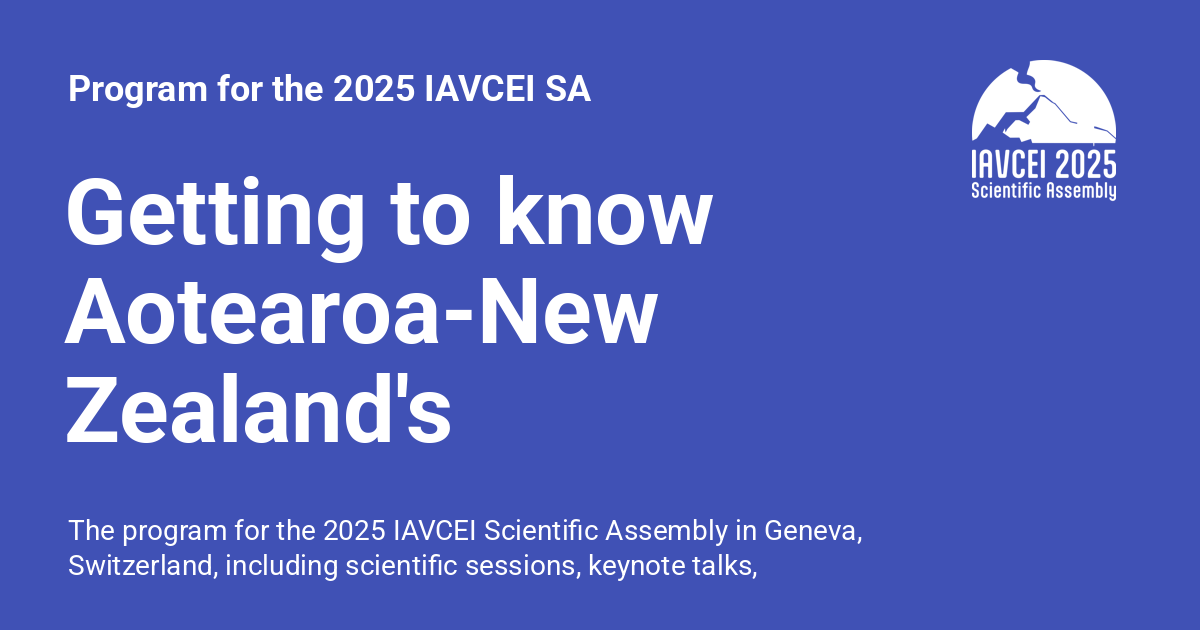 Program for the 2025 IAVCEI SA
IAVCEI 2025
Scientific Assembly
Getting to know
Aotearoa-New
Zealand's
The program for the 2025 IAVCEI Scientific Assembly in Geneva,
Switzerland, including scientific sessions, keynote talks,